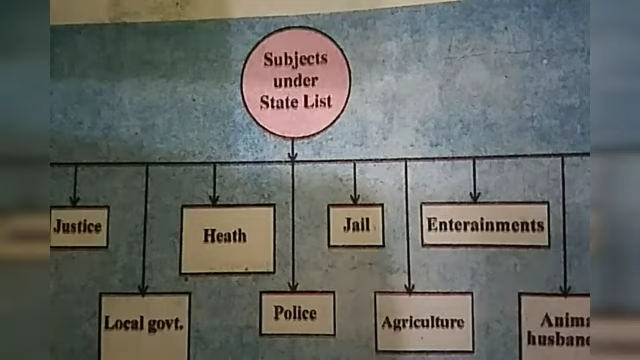 Subjects
under
State List
Justice
Heath
Jail
Enterainments
Local govt.
Police
Agriculture